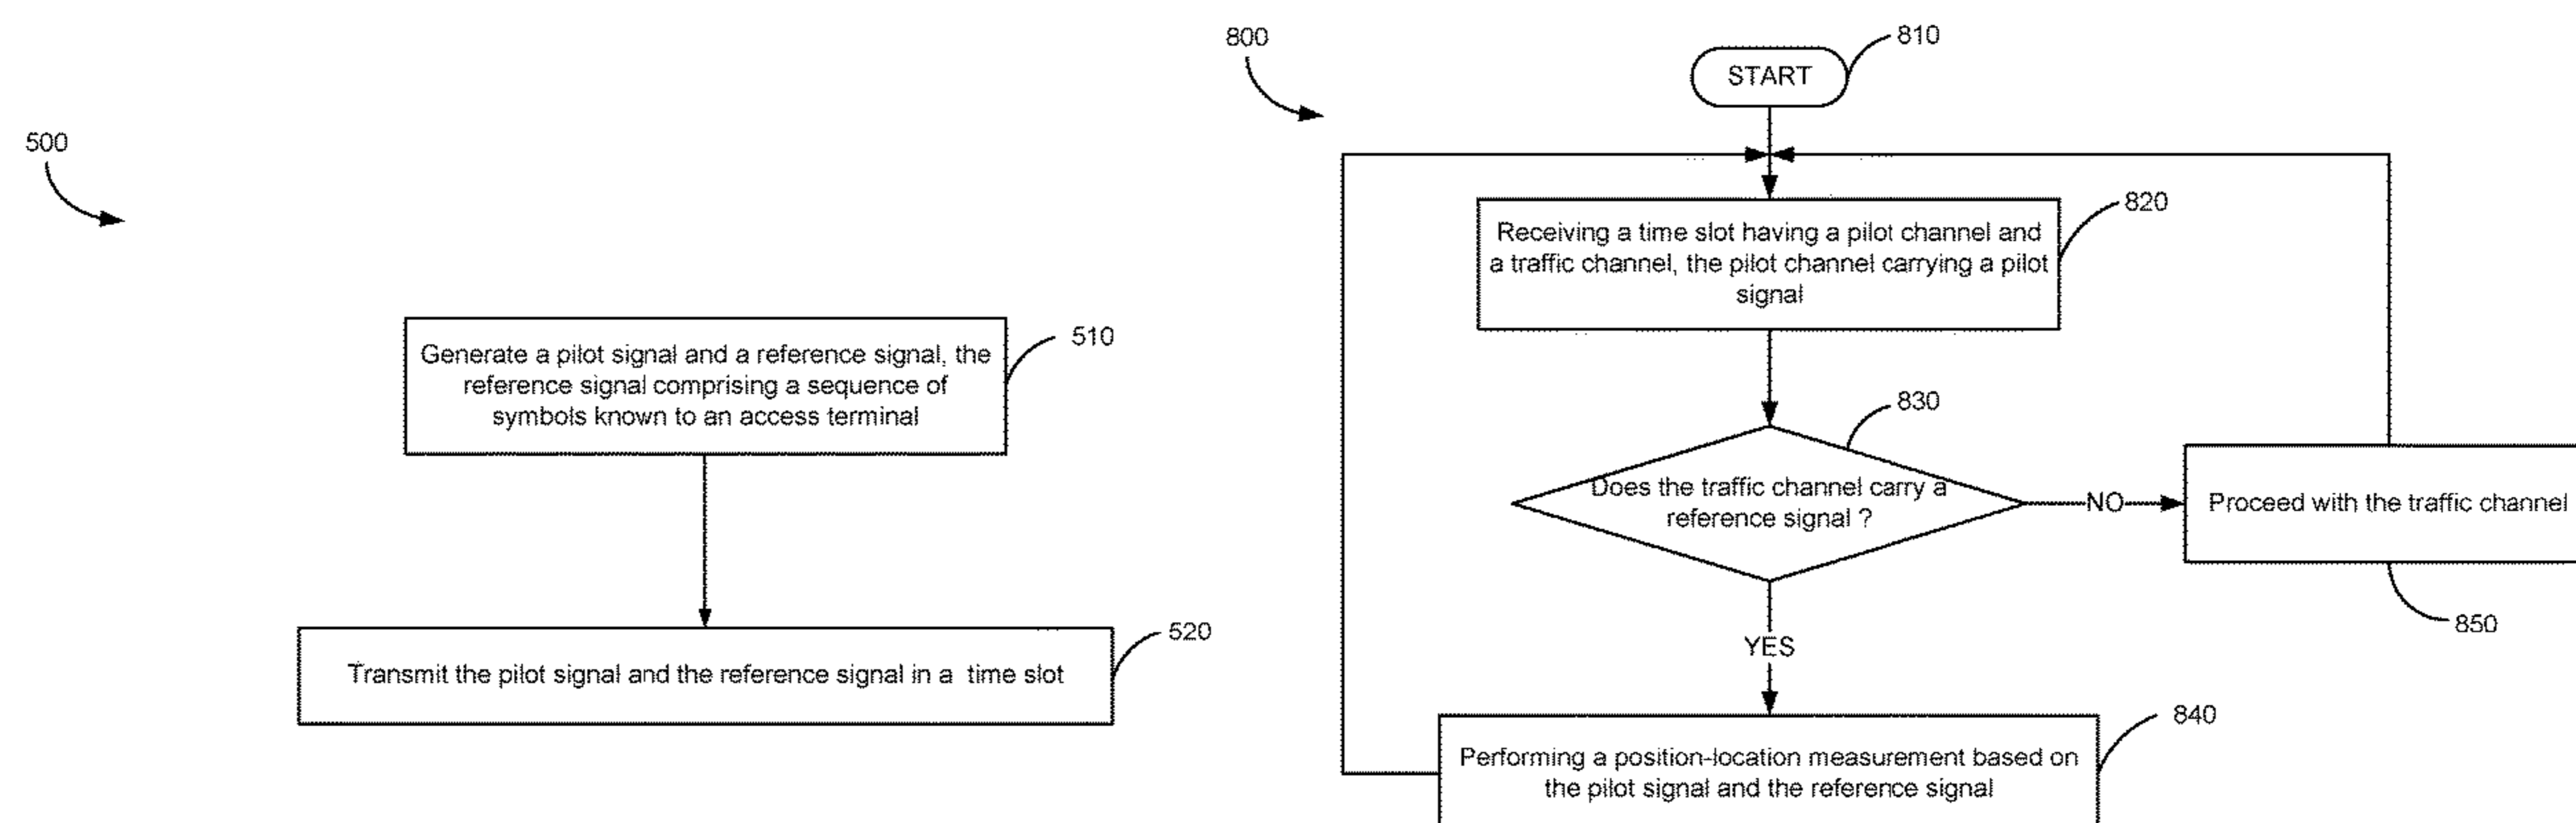 500
Generate a pilot signal and a reference signal, the
reference signal comprising a sequence of
symbols known to an access terminal
510
Transmit the pilot signal and the reference signal in a time slot
520
800
START
810
Receiving a time slot having a pilot channel and
a traffic channel, the pilot channel carrying a pilot
signal
820
Does the traffic channel carry a
reference signal ?
830
NO
Proceed with the traffic channel
850
YES
Performing a position-location measurement based on
the pilot signal and the reference signal
840